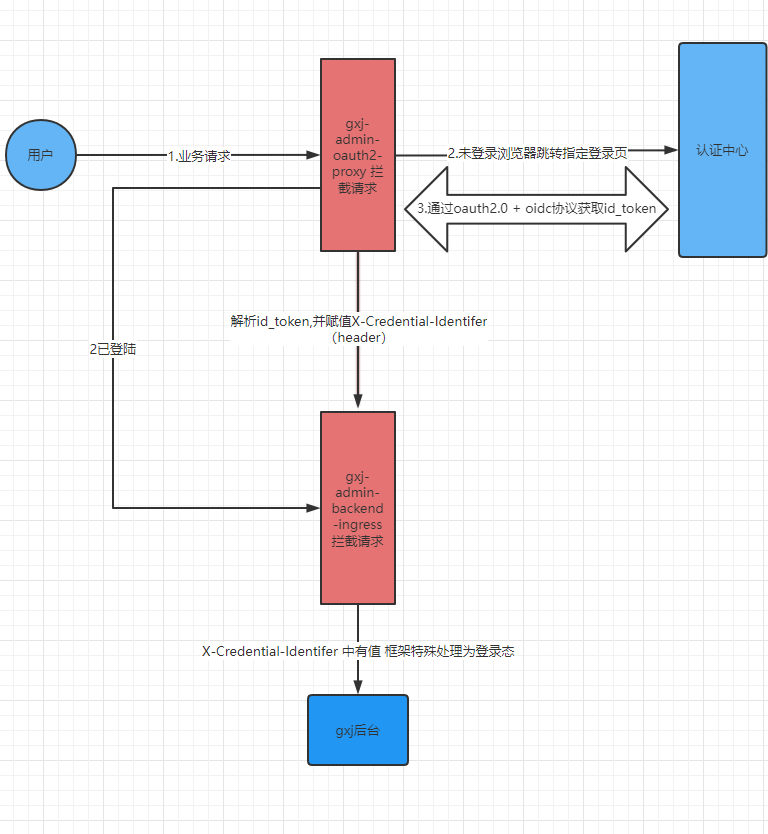 gxj-
admin-
oauth2-
proxy 拦
截请求
用户
1.业务请求
2.未登录浏览器跳转指定登录页
认证中心
3.通过oauth2.0 + oidc协议获取id_token
解析id_token,并赋值X-Credential-Identifer
（header）
2已登陆
gxj-
admin-
backend
-ingress
拦截请求
X-Credential-Identifer 中有值 框架特殊处理为登录态
gxj后台